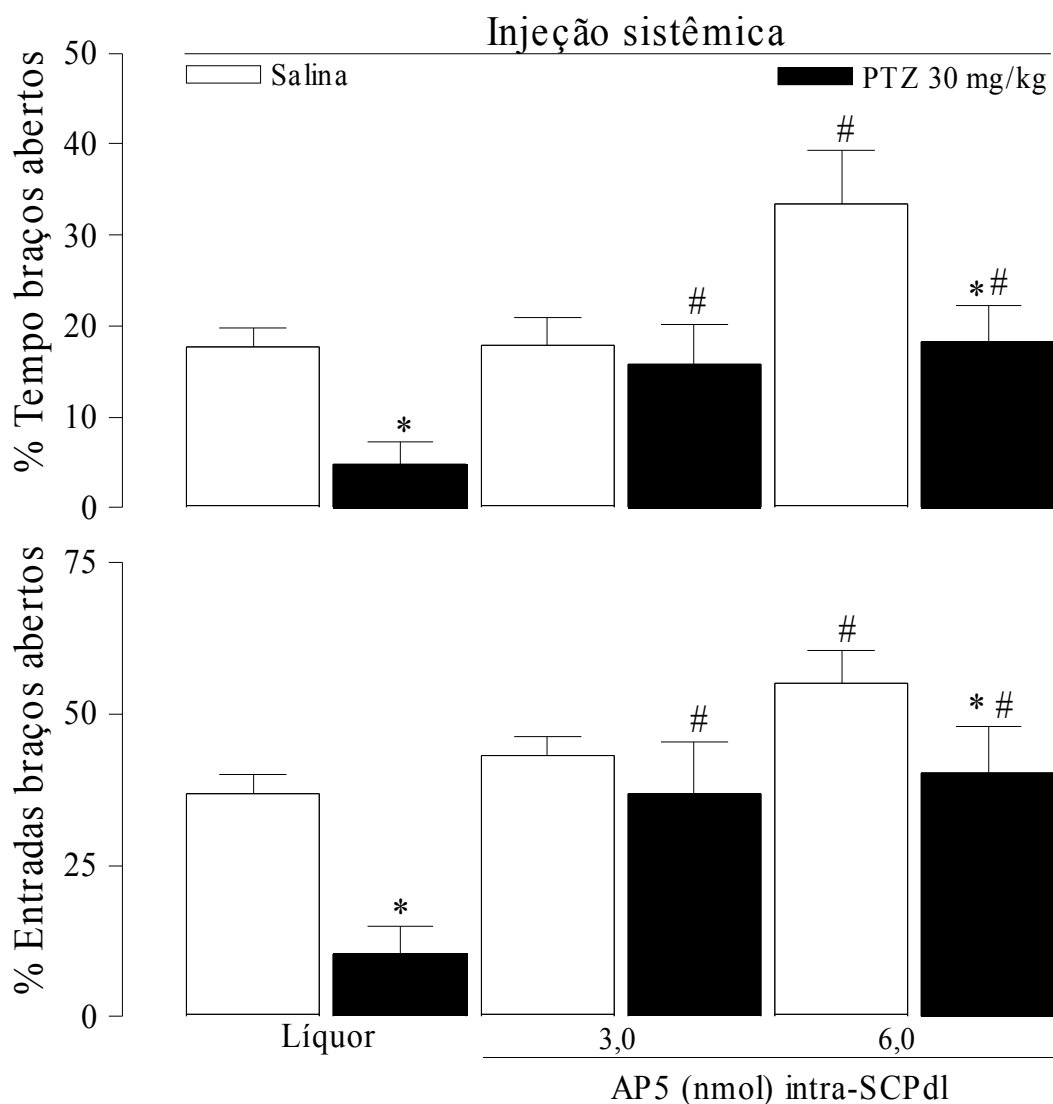 Injeção sistêmica
Salina
PTZ 30 mg/kg
% Tempo braços abertos
50
40
30
20
10
0
*
#
#
*#
% Entradas braços abertos
75
50
25
0
*
#
#
* #
Líquor
3,0
6,0
AP5 (nmol) intra-SCPdl